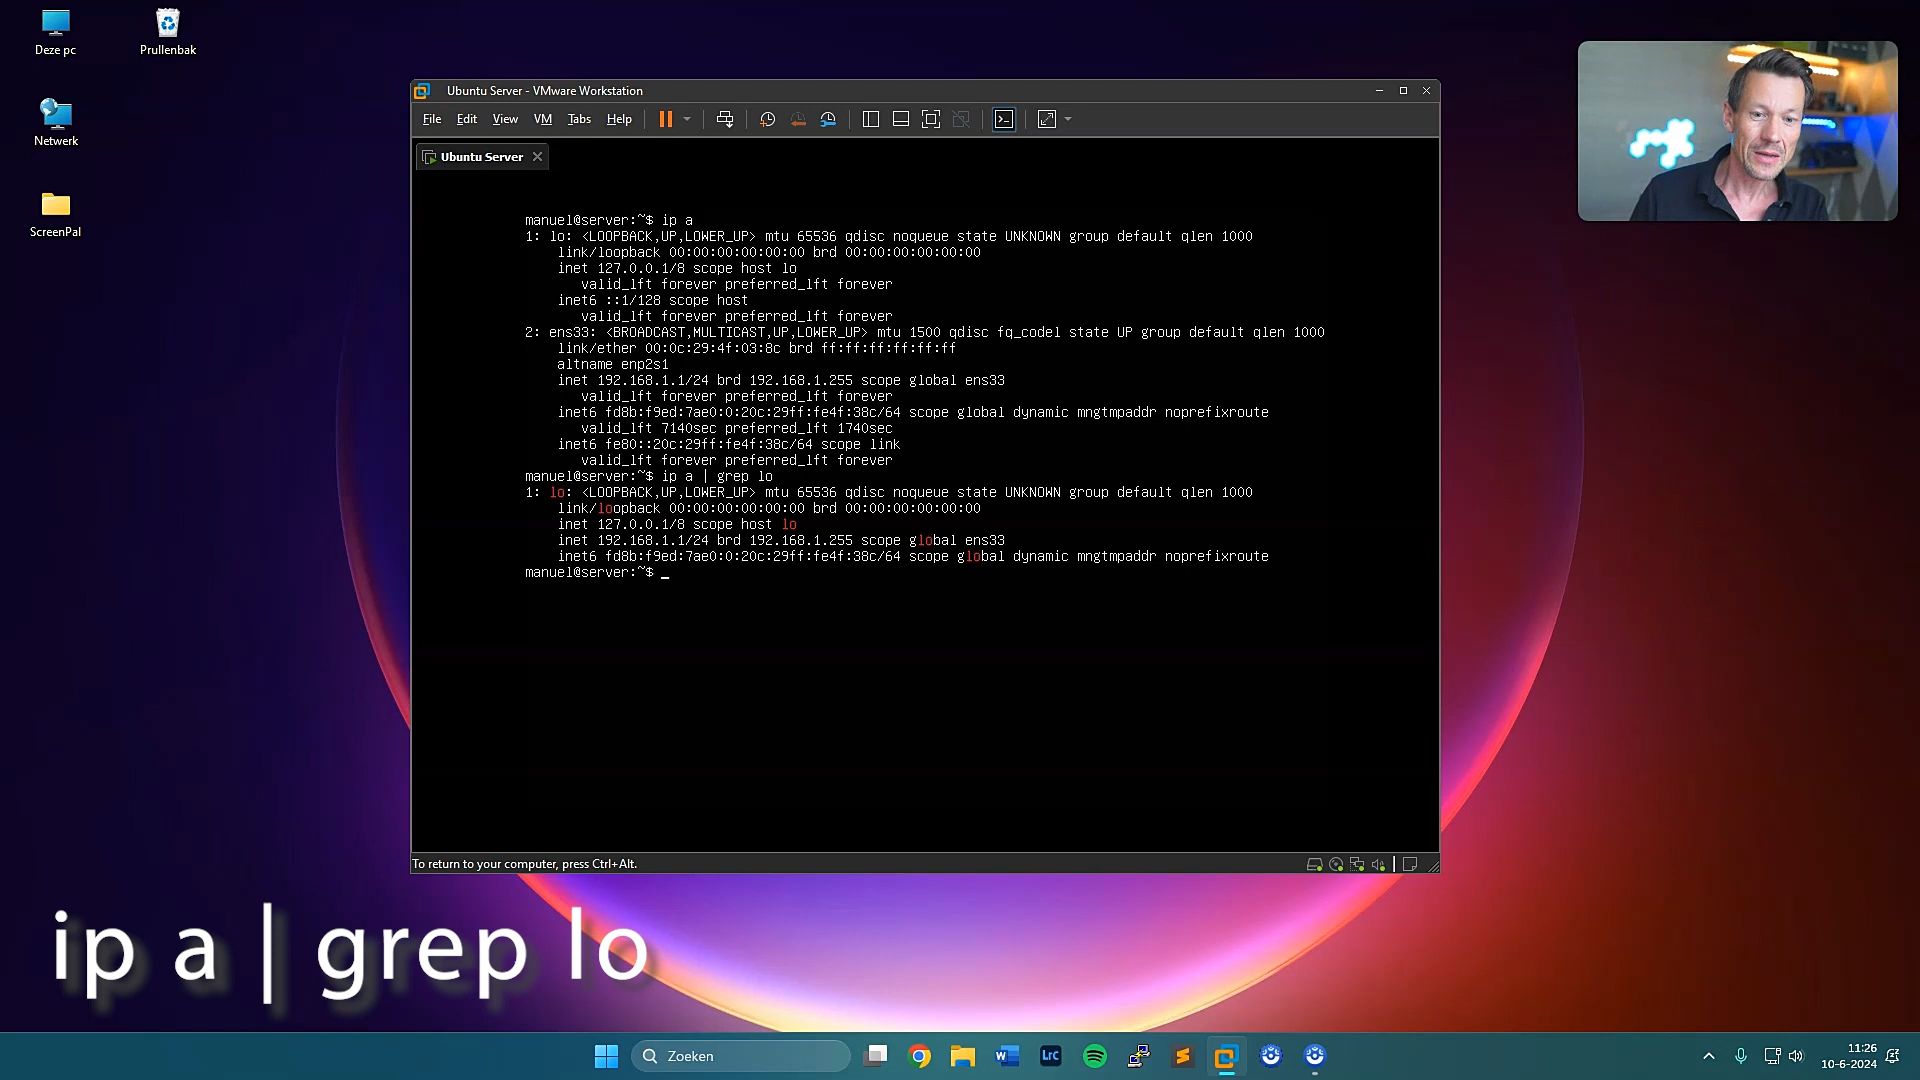 Deze pc
Prullenbak
Netwerk
ScreenPal
Ubuntu Server - VMware Workstation
File Edit View VM Tabs Help
Ubuntu Server
manuel@server:~$ ip a
1: lo: <LOOPBACK,UP,LOWER_UP> mtu 65536 qdisc noqueue state UNKNOWN group default qlen 1000
link/loopback 00:00:00:00:00:00 brd 00:00:00:00:00:00
inet 127.0.0.1/8 scope host lo
valid_lft forever preferred_lft forever
inet6 ::1/128 scope host
valid_lft forever preferred_lft forever
2: ens33: <BROADCAST,MULTICAST,UP,LOWER_UP> mtu 1500 qdisc fq_codel state UP group default qlen 1000
link/ether 00:0c:29:4f:03:8c brd ff:ff:ff:ff:ff:ff
altname enp2s1
inet 192.168.1.1/24 brd 192.168.1.255 scope global ens33
valid_lft forever preferred_lft forever
inet6 fd8b:f9ed:7ae0:0:20c:29ff:fe4f:38c/64 scope global dynamic mngtmpaddr noprefixroute
valid_lft 7140sec preferred_lft 1740sec
inet6 fe80::20c:29ff:fe4f:38c/64 scope link
valid_lft forever preferred_lft forever
manuel@server:~$ ip a | grep lo
1: lo: <LOOPBACK,UP,LOWER_UP> mtu 65536 qdisc noqueue state UNKNOWN group default qlen 1000
link/loopback 00:00:00:00:00:00 brd 00:00:00:00:00:00
inet 127.0.0.1/8 scope host lo
inet 192.168.1.1/24 brd 192.168.1.255 scope global ens33
inet6 fd8b:f9ed:7ae0:0:20c:29ff:fe4f:38c/64 scope global dynamic mngtmpaddr noprefixroute
manuel@server:~$ _
To return to your computer, press Ctrl+Alt.
ip a | grep lo
Zoeken
W
Lrc
11:26
10-6-2024